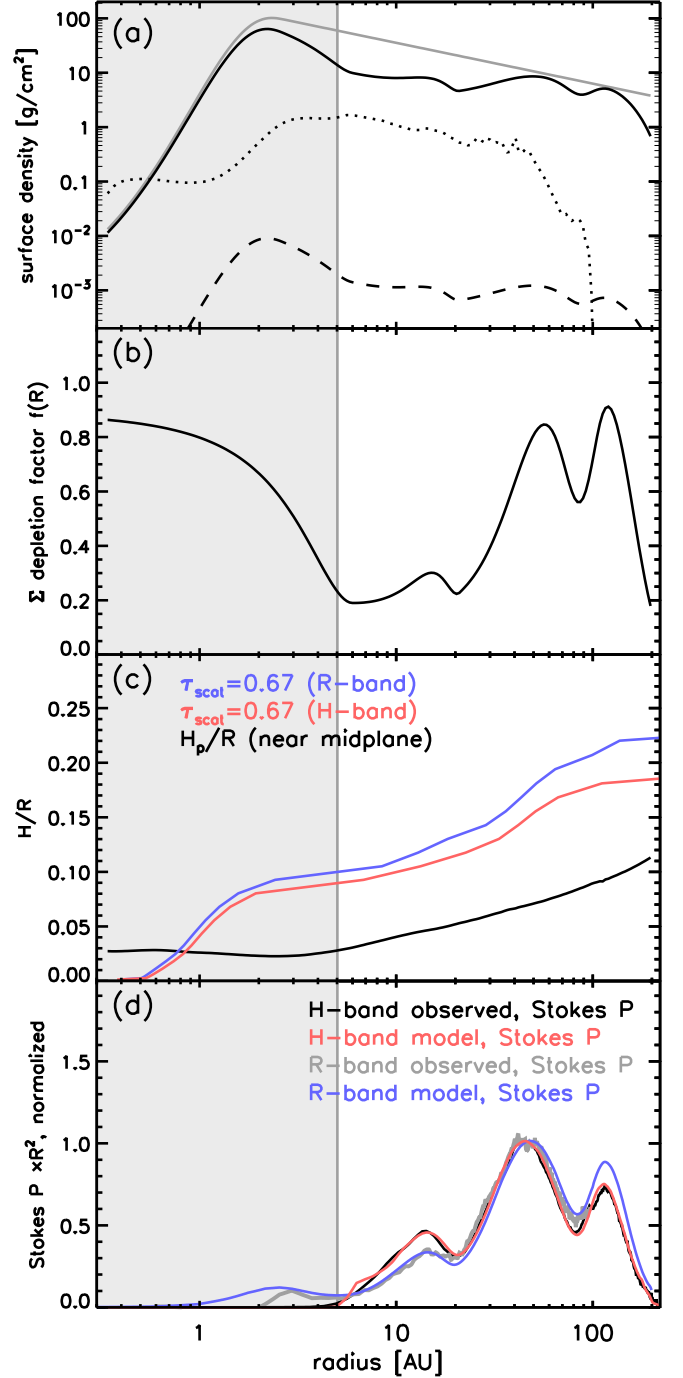 (a)
100
10
1
0.1
10⁻²
10⁻³
surface density [g/cm²]
(b)
1.0
0.8
0.6
0.4
0.2
0.0
Σ depletion factor f(R)
(c)
τscat=0.67 (R-band)
τscat=0.67 (H-band)
Hp/R (near midplane)
0.25
0.20
0.15
0.10
0.05
0.00
H/R
(d)
H-band observed, Stokes P
H-band model, Stokes P
R-band observed, Stokes P
R-band model, Stokes P
1.5
1.0
0.5
0.0
Stokes P xR², normalized
1 10 100
radius [AU]